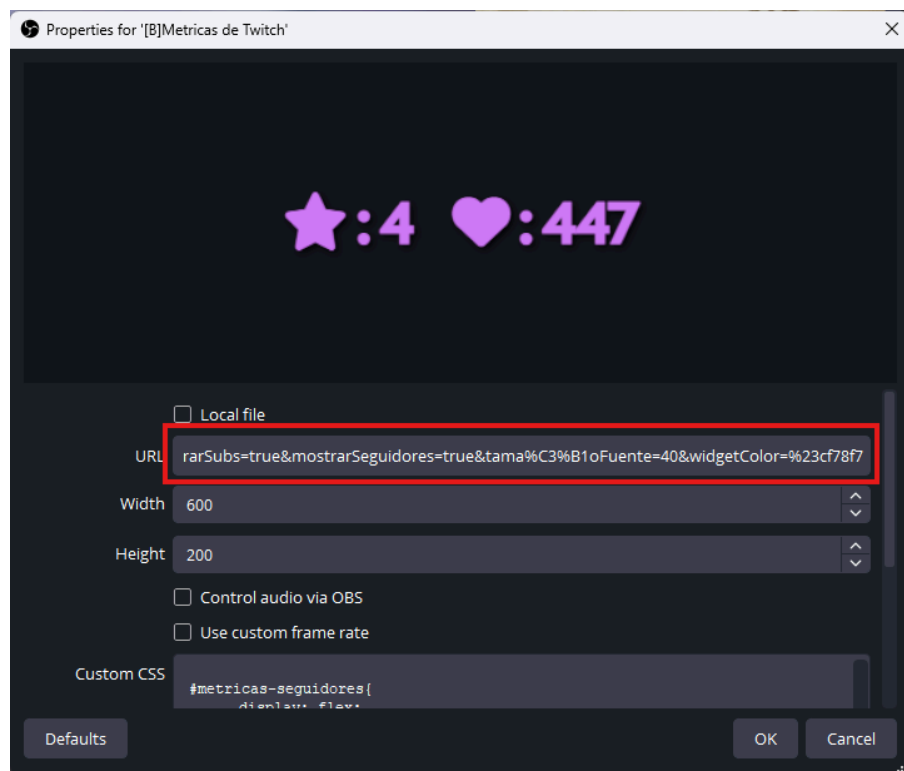 Properties for '[B]Metricas de Twitch'
:4 :447
Local file
URL rarSubs=true&mostrarSeguidores=true&tama%C3%B1oFuente=40&widgetColor=%23cf78f7
Width 600
Height 200
Control audio via OBS
Use custom frame rate
Custom CSS
#metricas-seguidores{
display: flex;
Defaults OK Cancel